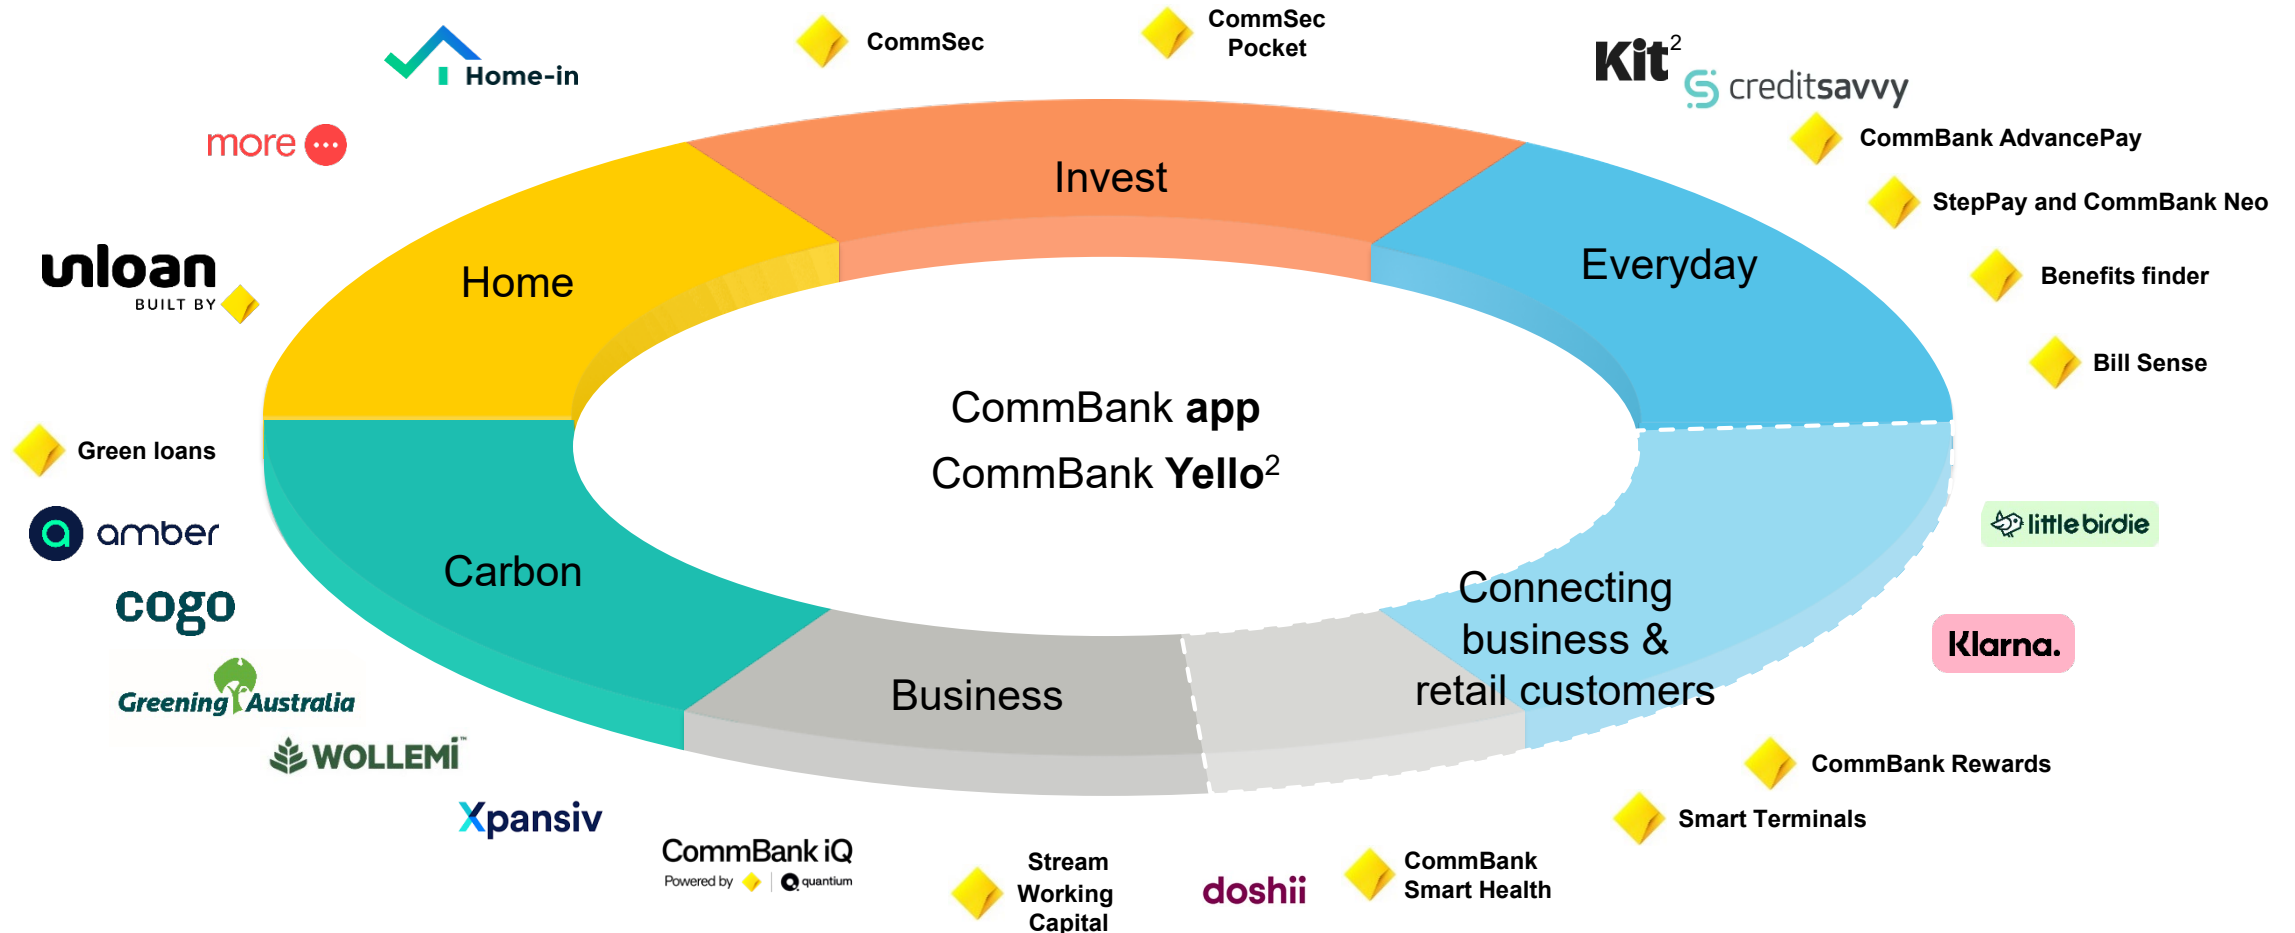 CommSec
CommSec
Pocket
Kit²
Home-in
creditsavvy
more
CommBank AdvancePay
Invest
StepPay and CommBank Neo
unloan
BUILT BY
Home
Everyday
Benefits finder
Bill Sense
CommBank app
CommBank Yello²
Green loans
amber
littlebirdie
Carbon
cogo
Connecting
business &
retail customers
Klarna.
Greening Australia
Business
WOLLEMI™
CommBank Rewards
Xpansiv
Smart Terminals
CommBank iQ
Powered by | quantium
Stream
Working
Capital
doshii
CommBank
Smart Health